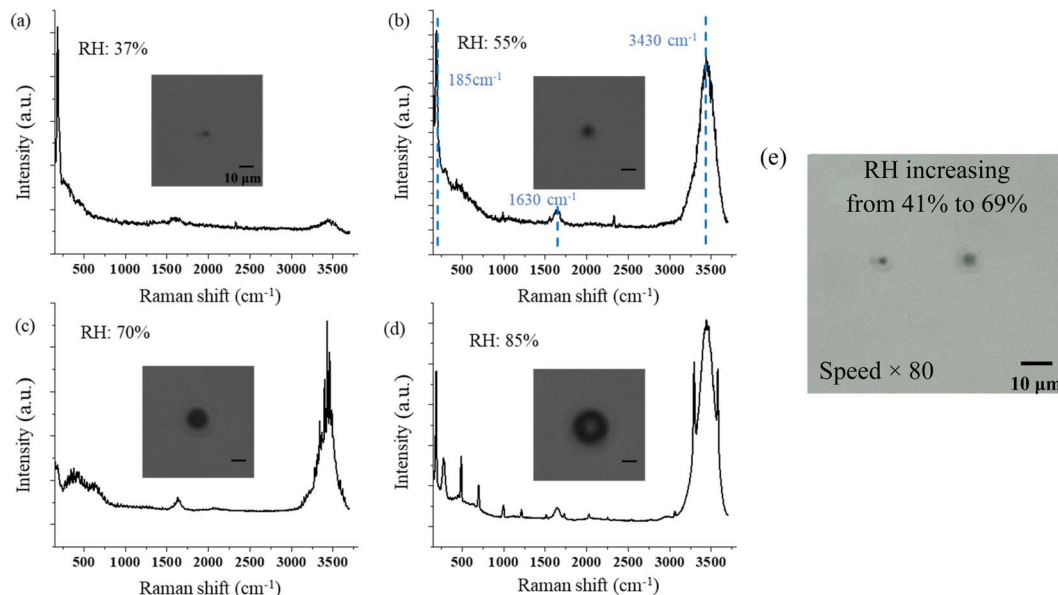 (a)
RH: 37%
10 μm
Intensity (a.u.)
500 1000 1500 2000 2500 3000 3500
Raman shift (cm⁻¹)
(b)
RH: 55%
185cm⁻¹
3430 cm⁻¹
1630 cm⁻¹
Intensity (a.u.)
500 1000 1500 2000 2500 3000 3500
Raman shift (cm⁻¹)
(c)
RH: 70%
Intensity (a.u.)
500 1000 1500 2000 2500 3000 3500
Raman shift (cm⁻¹)
(d)
RH: 85%
Intensity (a.u.)
500 1000 1500 2000 2500 3000 3500
Raman shift (cm⁻¹)
(e)
RH increasing
from 41% to 69%
Speed × 80
10 μm